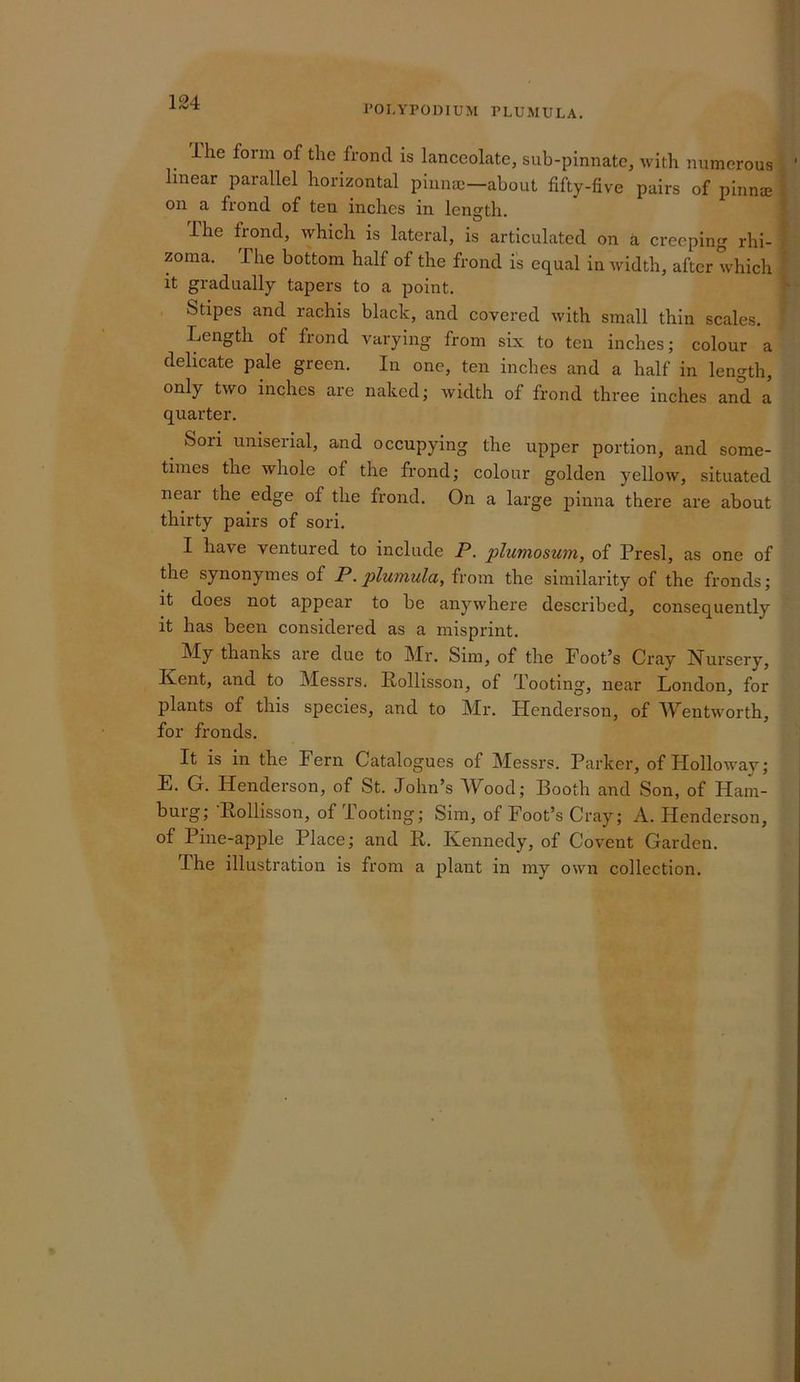 124
POLYPODIUM PLUMULA.
The form of the frond is lanceolate, sub-pinnate, with numerous
linear parallel horizontal pinnæ—about fifty-five pairs of pinnæ
on a frond of ten inches in length.
The frond, which is lateral, is articulated on a creeping rhi-
zoma. The bottom half of the frond is equal in width, after which
it gradually tapers to a point.
Stipes and rachis black, and covered with small thin scales.
Length of frond varying from six to ten inches; colour a
delicate pale green. In one, ten inches and a half in length,
only two inches are naked; width of frond three inches and a
quarter.
Sori uniserial, and occupying the upper portion, and some-
times the whole of the frond; colour golden yellow, situated
near the edge of the frond. On a large pinna there are about
thirty pairs of sori.
I have ventured to include P. plumosum, of Presl, as one of
the synonymes of P. plumula, from the similarity of the fronds;
it does not appear to be anywhere described, consequently
it has been considered as a misprint.
My thanks are due to Mr. Sim, of the Foot's Cray Nursery,
Kent, and to Messrs. Rollisson, of Tooting, near London, for
plants of this species, and to Mr. Henderson, of Wentworth,
for fronds.
It is in the Fern Catalogues of Messrs. Parker, of Holloway;
E. G. Henderson, of St. John's Wood; Booth and Son, of Ham-
burg; Rollisson, of Tooting; Sim, of Foot's Cray; A. Henderson,
of Pine-apple Place; and R. Kennedy, of Covent Garden.
The illustration is from a plant in my own collection.